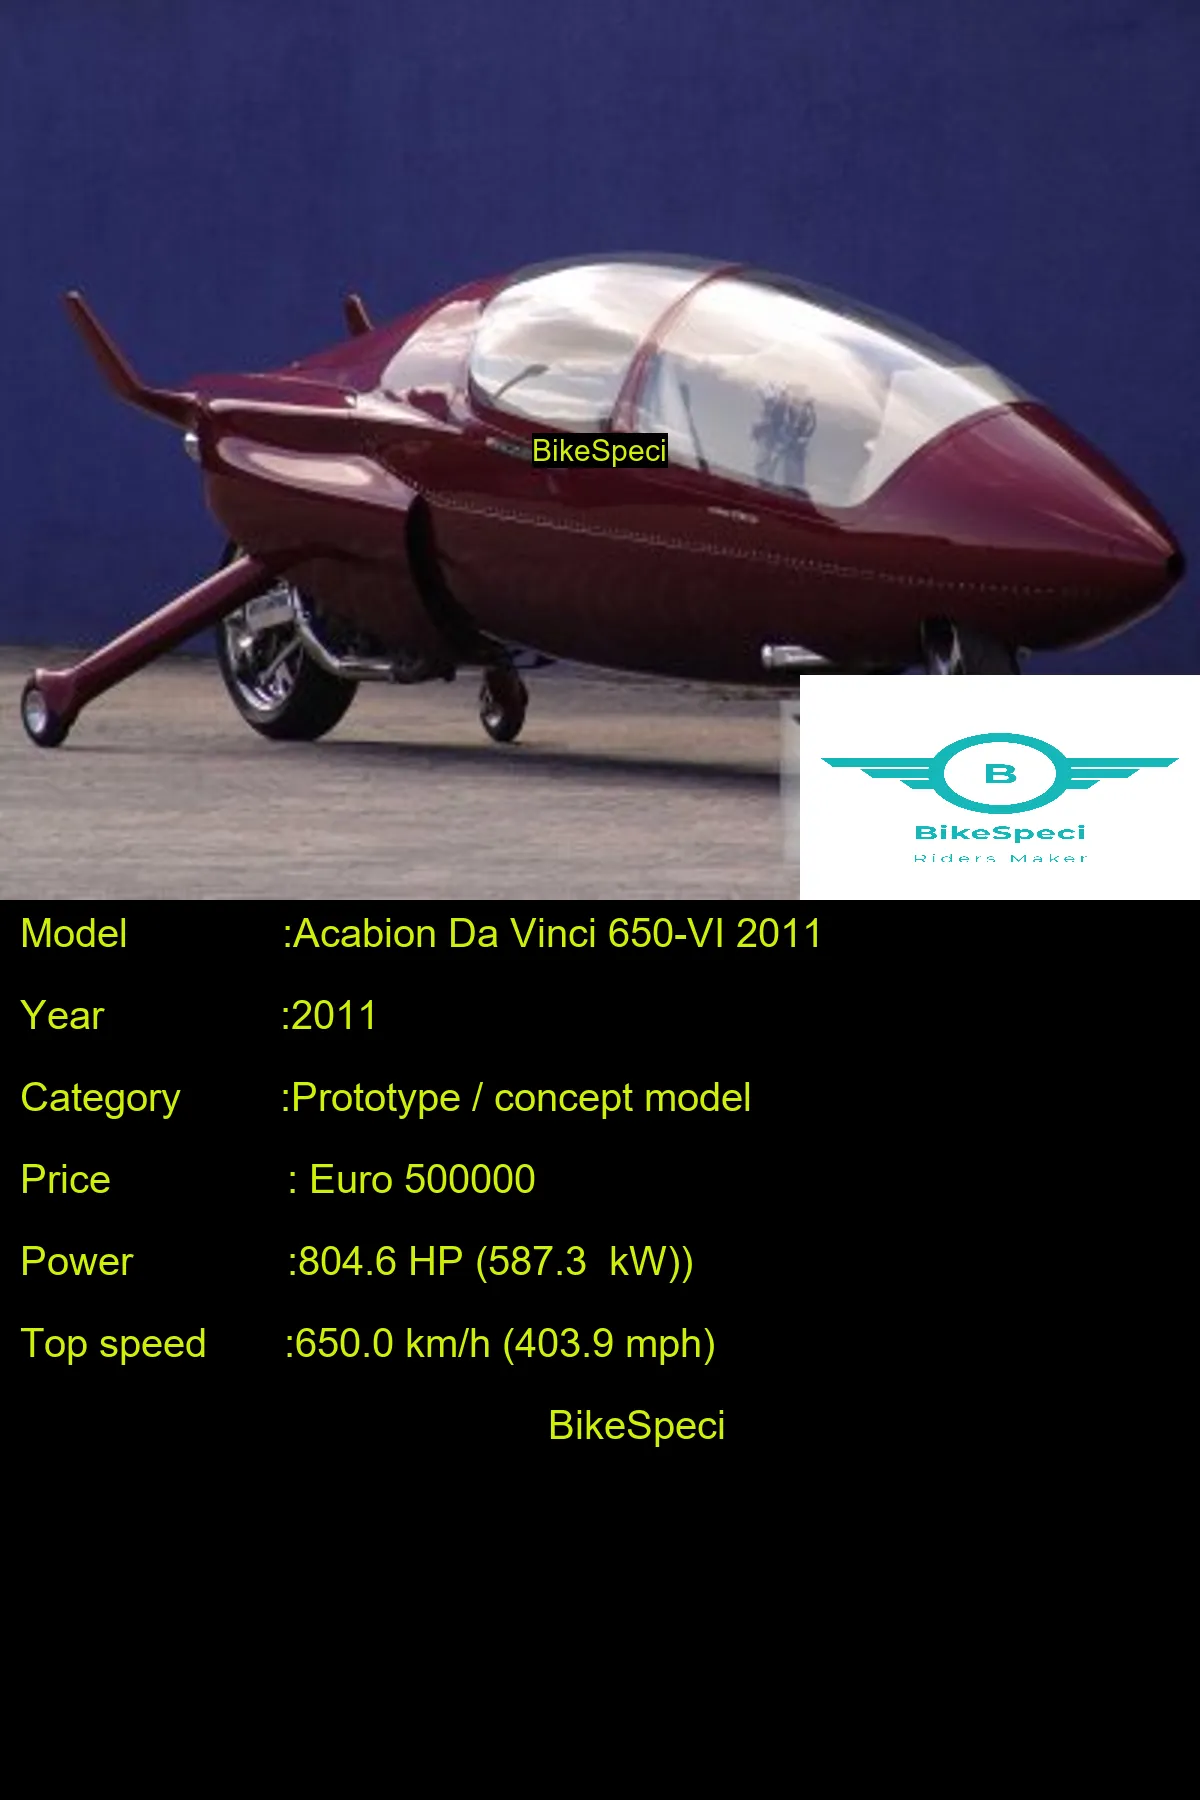 BikeSpeci
B
BikeSpeci
Riders Maker
Model :Acabion Da Vinci 650-VI 2011
Year :2011
Category :Prototype / concept model
Price : Euro 500000
Power :804.6 HP (587.3 kW))
Top speed :650.0 km/h (403.9 mph)
BikeSpeci